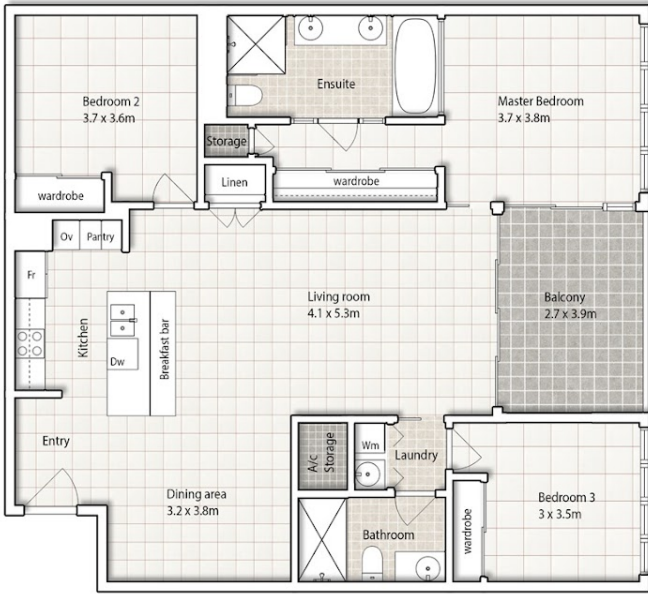 Bedroom 2
3.7 x 3.6m
Ensuite
Master Bedroom
3.7 x 3.8m
Storage
Linen
wardrobe
wardrobe
Ov
Pantry
Fr
Kitchen
Dw
Breakfast bar
Living room
4.1 x 5.3m
Balcony
2.7 x 3.9m
Entry
A/c
Storage
Wm
Laundry
Dining area
3.2 x 3.8m
Bathroom
wardrobe
Bedroom 3
3 x 3.5m